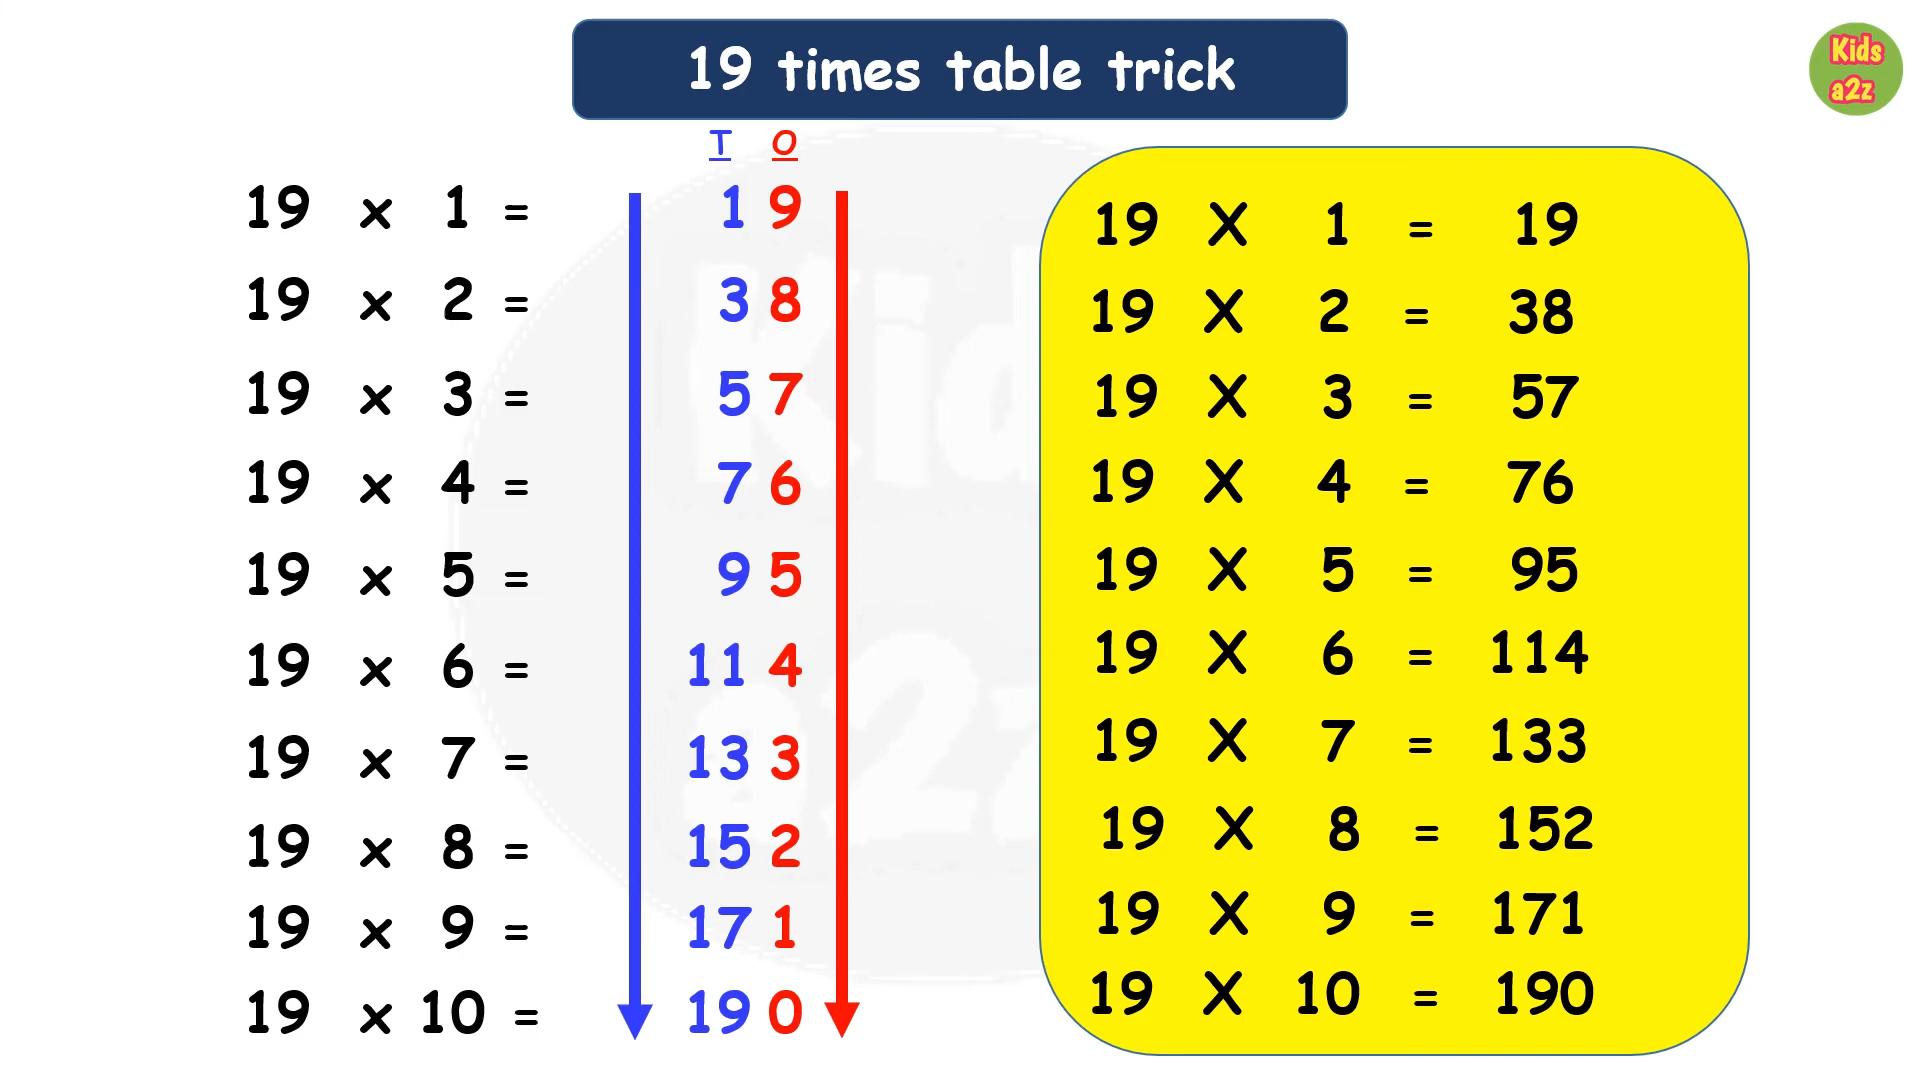 19 times table trick
Kids
a2z
T O
19 x 1 = 1 9
19 x 2 = 3 8
19 x 3 = 5 7
19 x 4 = 7 6
19 x 5 = 9 5
19 x 6 = 11 4
19 x 7 = 13 3
19 x 8 = 15 2
19 x 9 = 17 1
19 x 10 = 19 0
19 X 1 = 19
19 X 2 = 38
19 X 3 = 57
19 X 4 = 76
19 X 5 = 95
19 X 6 = 114
19 X 7 = 133
19 X 8 = 152
19 X 9 = 171
19 X 10 = 190